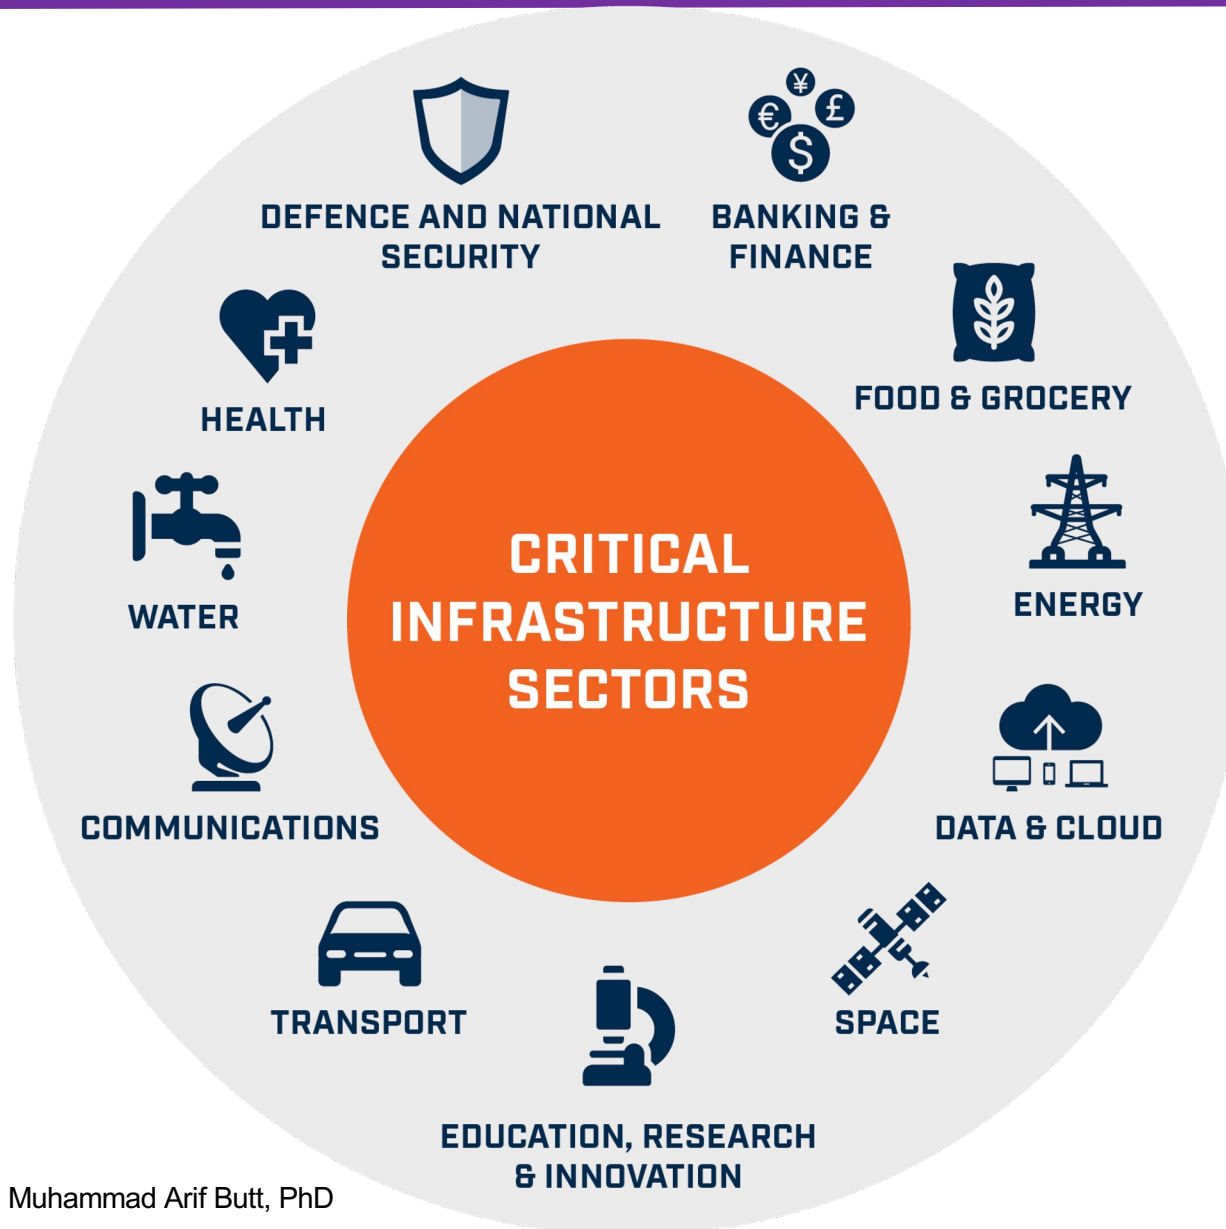 DEFENCE AND NATIONAL
SECURITY
¥
€
£
$
BANKING &
FINANCE
FOOD & GROCERY
HEALTH
CRITICAL
INFRASTRUCTURE
SECTORS
ENERGY
WATER
DATA & CLOUD
COMMUNICATIONS
SPACE
TRANSPORT
EDUCATION, RESEARCH
& INNOVATION
Muhammad Arif Butt, PhD